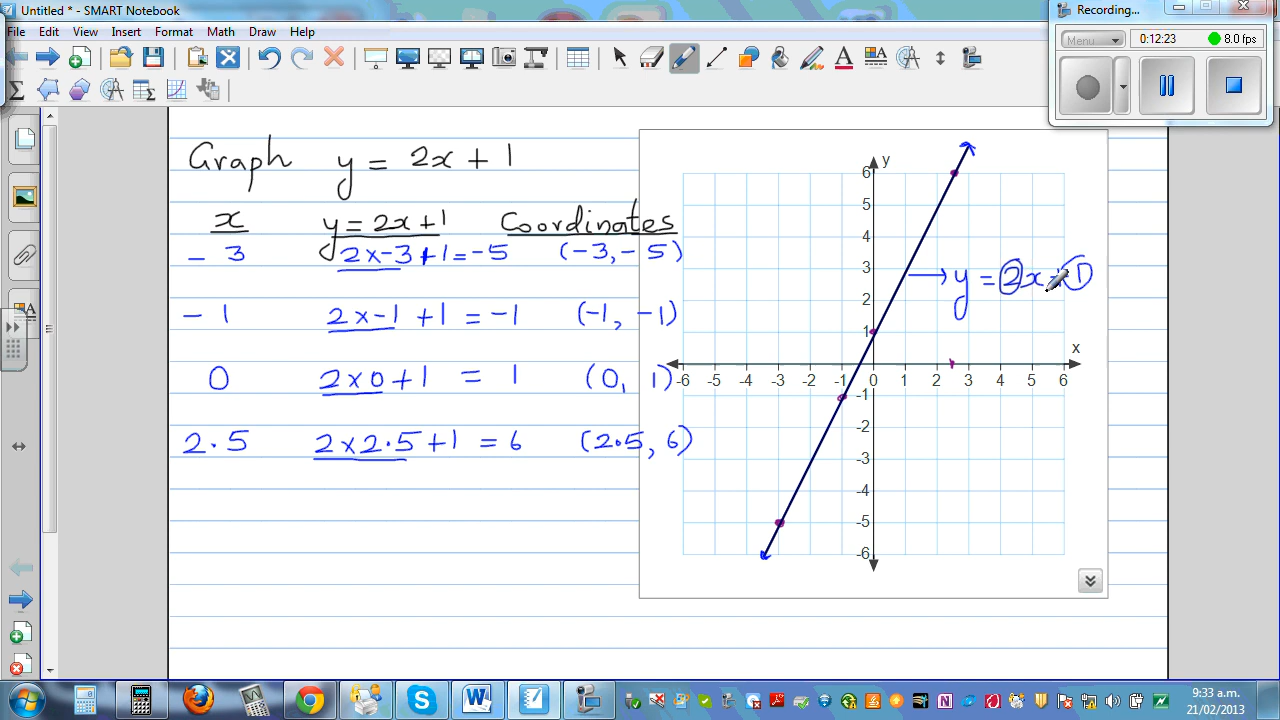 Untitled * - SMART Notebook
File Edit View Insert Format Math Draw Help
Recording...
Menu 0:12:23 8.0 fps
Graph y = 2x + 1
x y = 2x+1 Coordinates
-3 2x-3+1=-5 (-3,-5)
-1 2x-1 +1 = -1 (-1, -1)
0 2x0+1 = 1 (0, 1)
2.5 2x2.5+1 = 6 (2.5, 6)
y
6
5
4
3
2
1
y = 2x+1
x
-6 -5 -4 -3 -2 -1 0 1 2 3 4 5 6
-1
-2
-3
-4
-5
-6
9:33 a.m.
21/02/2013